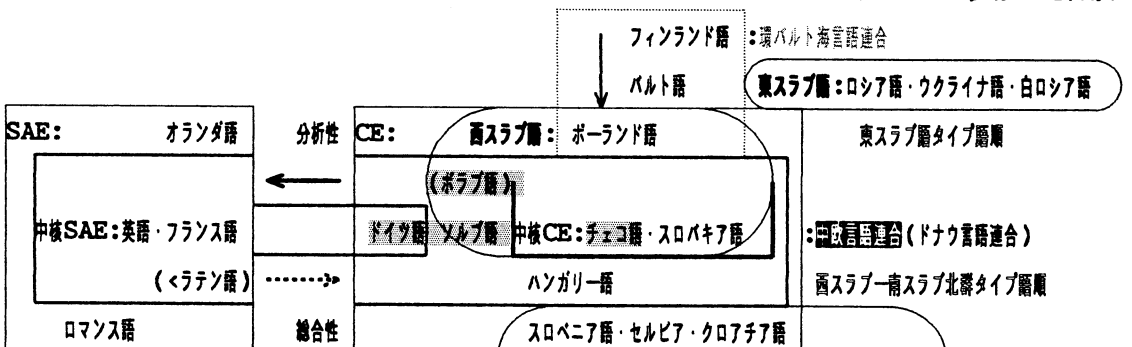 フィンランド語 :環バルト海言語連合
バルト語 東スラブ語:ロシア語・ウクライナ語・白ロシア語
SAE: オランダ語 分析性 CE: 西スラブ語: ポーランド語 東スラブ語タイプ語順
(ポラブ語)
中核SAE:英語・フランス語 ドイツ語 ソルブ語 中核CE:チェコ語・スロバキア語 :中欧言語連合(ドナウ言語連合)
(<ラテン語) ハンガリー語 西スラブー南スラブ北部タイプ語順
ロマンス語 総合性 スロベニア語・セルビア・クロアチア語